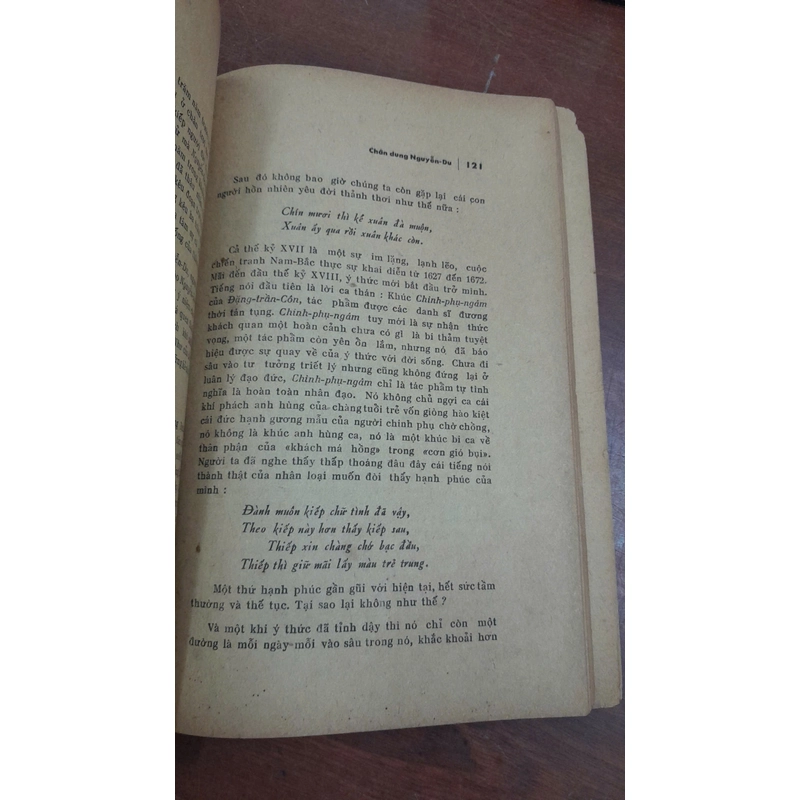 Chân dung Nguyễn-Du | 121
Sau đó không bao giờ chúng ta còn gặp lại cái con
người hồn nhiên yêu đời thảnh thơi như thế nữa :
Chín mươi thì kể xuân đà muộn,
Xuân ấy qua rồi xuân khác còn.
Cả thế kỷ XVII là một sự im lặng, lạnh lẽo, cuộc
Chiến tranh Nam-Bắc thực sự khai diễn từ 1627 đến 1672.
Mãi đến đầu thế kỷ XVIII, ý thức mới bắt đầu trở mình.
Tiếng nói đầu tiên là lời ca thán : Khúc Chinh-phụ-ngâm
của Đặng-trần-Côn, tác phẩm được các danh sĩ đương
thời tán tụng. Chinh-phụ-ngâm tuy mới là sự nhận thức
khách quan một hoàn cảnh chưa có gì là bi thảm tuyệt
vọng, một tác phẩm còn yên ổn lắm, nhưng nó đã báo
hiệu được sự quay về của ý thức với đời sống. Chưa đi
sâu vào tư tưởng triết lý nhưng cũng không đứng lại ở
luân lý đạo đức, Chinh-phụ-ngâm chỉ là tác phẩm tự tình
nghĩa là hoàn toàn nhân đạo. Nó không chủ ngợi ca cái
khí phách anh hùng của chàng tuổi trẻ vốn giòng hào kiệt
cái đức hạnh gương mẫu của người chinh phụ chờ chồng,
nó không là khúc anh hùng ca, nó là một khúc bi ca về
thân phận của «khách má hồng» trong «cơn gió bụi».
Người ta đã nghe thấy thấp thoáng đâu đây cái tiếng nói
thành thật của nhân loại muốn đòi thấy hạnh phúc của
mình :
Đành muôn kiếp chữ tình đã vậy,
Theo kiếp này hơn thấy kiếp sau,
Thiếp xin chàng chớ bạc đầu,
Thiếp thì giữ mãi lấy màu trẻ trung.
Một thứ hạnh phúc gần gũi với hiện tại, hết sức tầm
thường và thế tục. Tại sao lại không như thế ?
Và một khi ý thức đã tỉnh dậy thì nó chỉ còn một
đường là mỗi ngày mỗi vào sâu trong nó, khắc khoải hơn